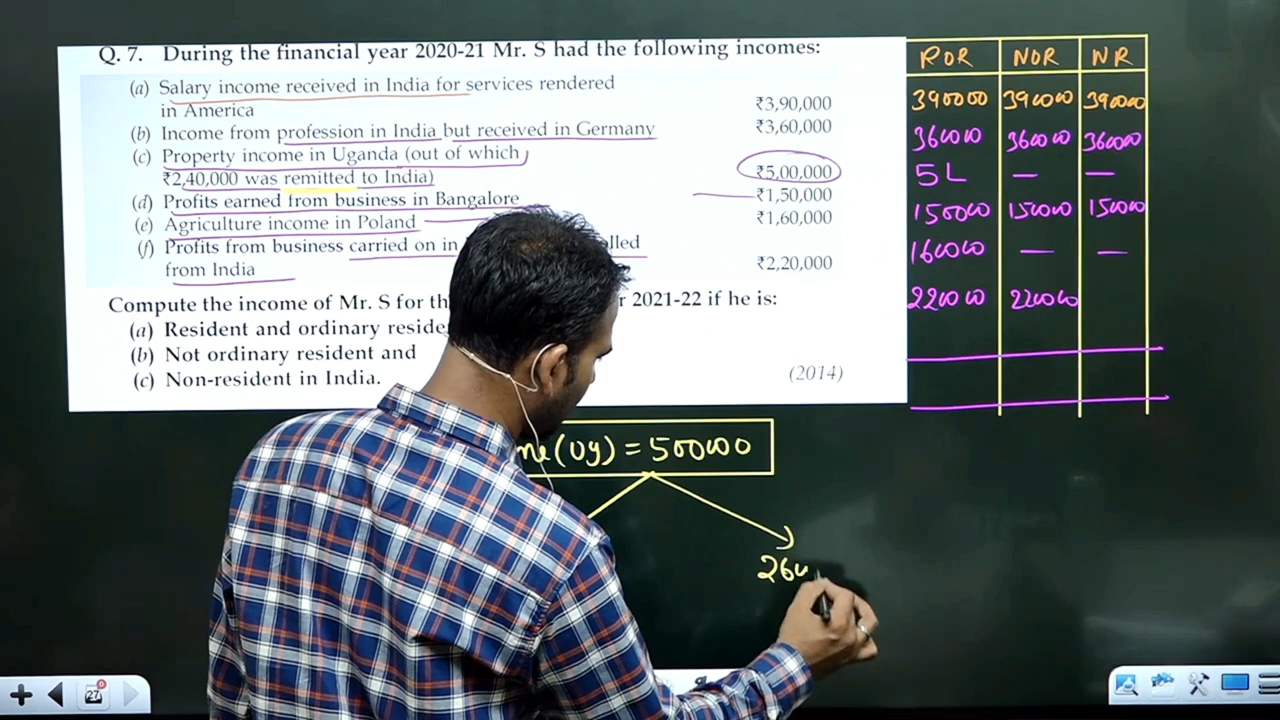 Q. 7. During the financial year 2020-21 Mr. S had the following incomes:
(a) Salary income received in India for services rendered
in America ₹3,90,000
(b) Income from profession in India but received in Germany ₹3,60,000
(c) Property income in Uganda (out of which
₹2,40,000 was remitted to India) ₹5,00,000
(d) Profits earned from business in Bangalore ₹1,50,000
(e) Agriculture income in Poland ₹1,60,000
(f) Profits from business carried on in lled
from India ₹2,20,000
Compute the income of Mr. S for 2021-22 if he is:
(a) Resident and ordinary
(b) Not ordinary resident and
(c) Non-resident in India. (2014)
ROR NOR NR
390000 390000 390000
360000 360000 360000
5L — —
150000 150000 150000
160000 — —
220000 220000
(Ug) = 500000
27
0